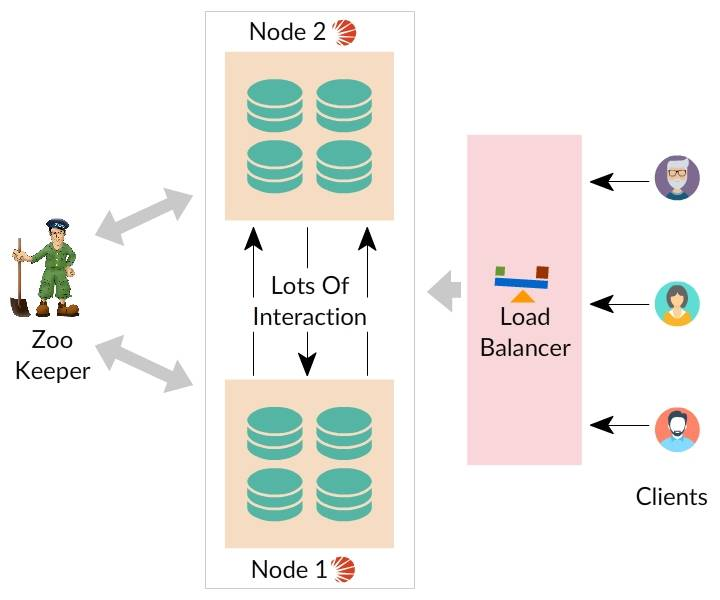 Node 2
Lots Of
Interaction
Zoo
Keeper
Load
Balancer
Clients
Node 1